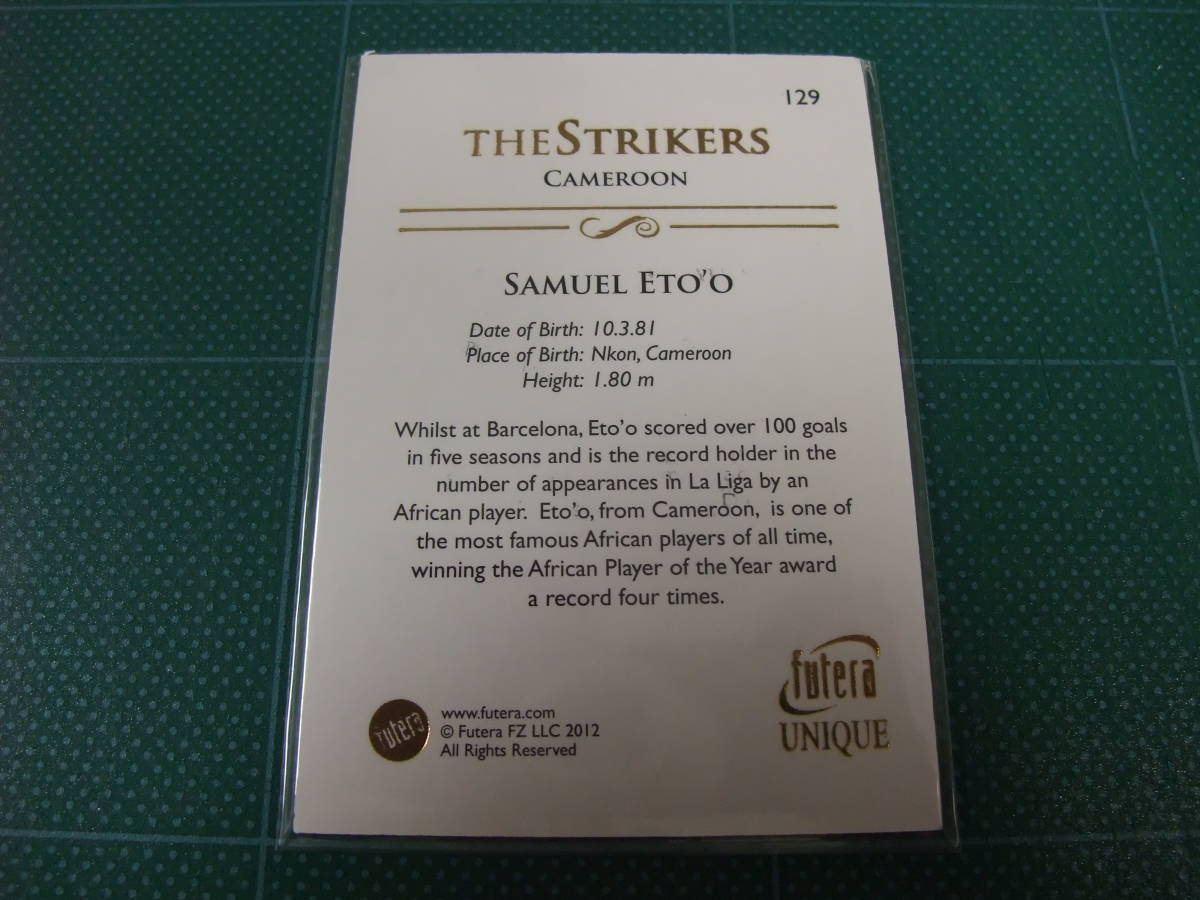 129
THE STRIKERS
CAMEROON
SAMUEL ETO'O
Date of Birth: 10.3.81
Place of Birth: Nkon, Cameroon
Height: 1.80 m
Whilst at Barcelona, Eto'o scored over 100 goals
in five seasons and is the record holder in the
number of appearances in La Liga by an
African player. Eto'o, from Cameroon, is one of
the most famous African players of all time,
winning the African Player of the Year award
a record four times.
futera
UNIQUE
futera
www.futera.com
© Futera FZ LLC 2012
All Rights Reserved